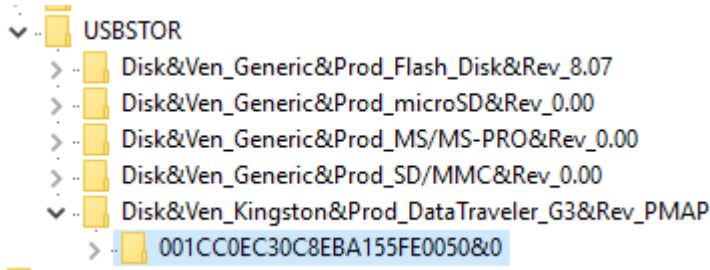 USBSTOR
Disk&Ven_Generic&Prod_Flash_Disk&Rev_8.07
Disk&Ven_Generic&Prod_microSD&Rev_0.00
Disk&Ven_Generic&Prod_MS/MS-PRO&Rev_0.00
Disk&Ven_Generic&Prod_SD/MMC&Rev_0.00
Disk&Ven_Kingston&Prod_DataTraveler_G3&Rev_PMAP
001CC0EC30C8EBA155FE0050&0